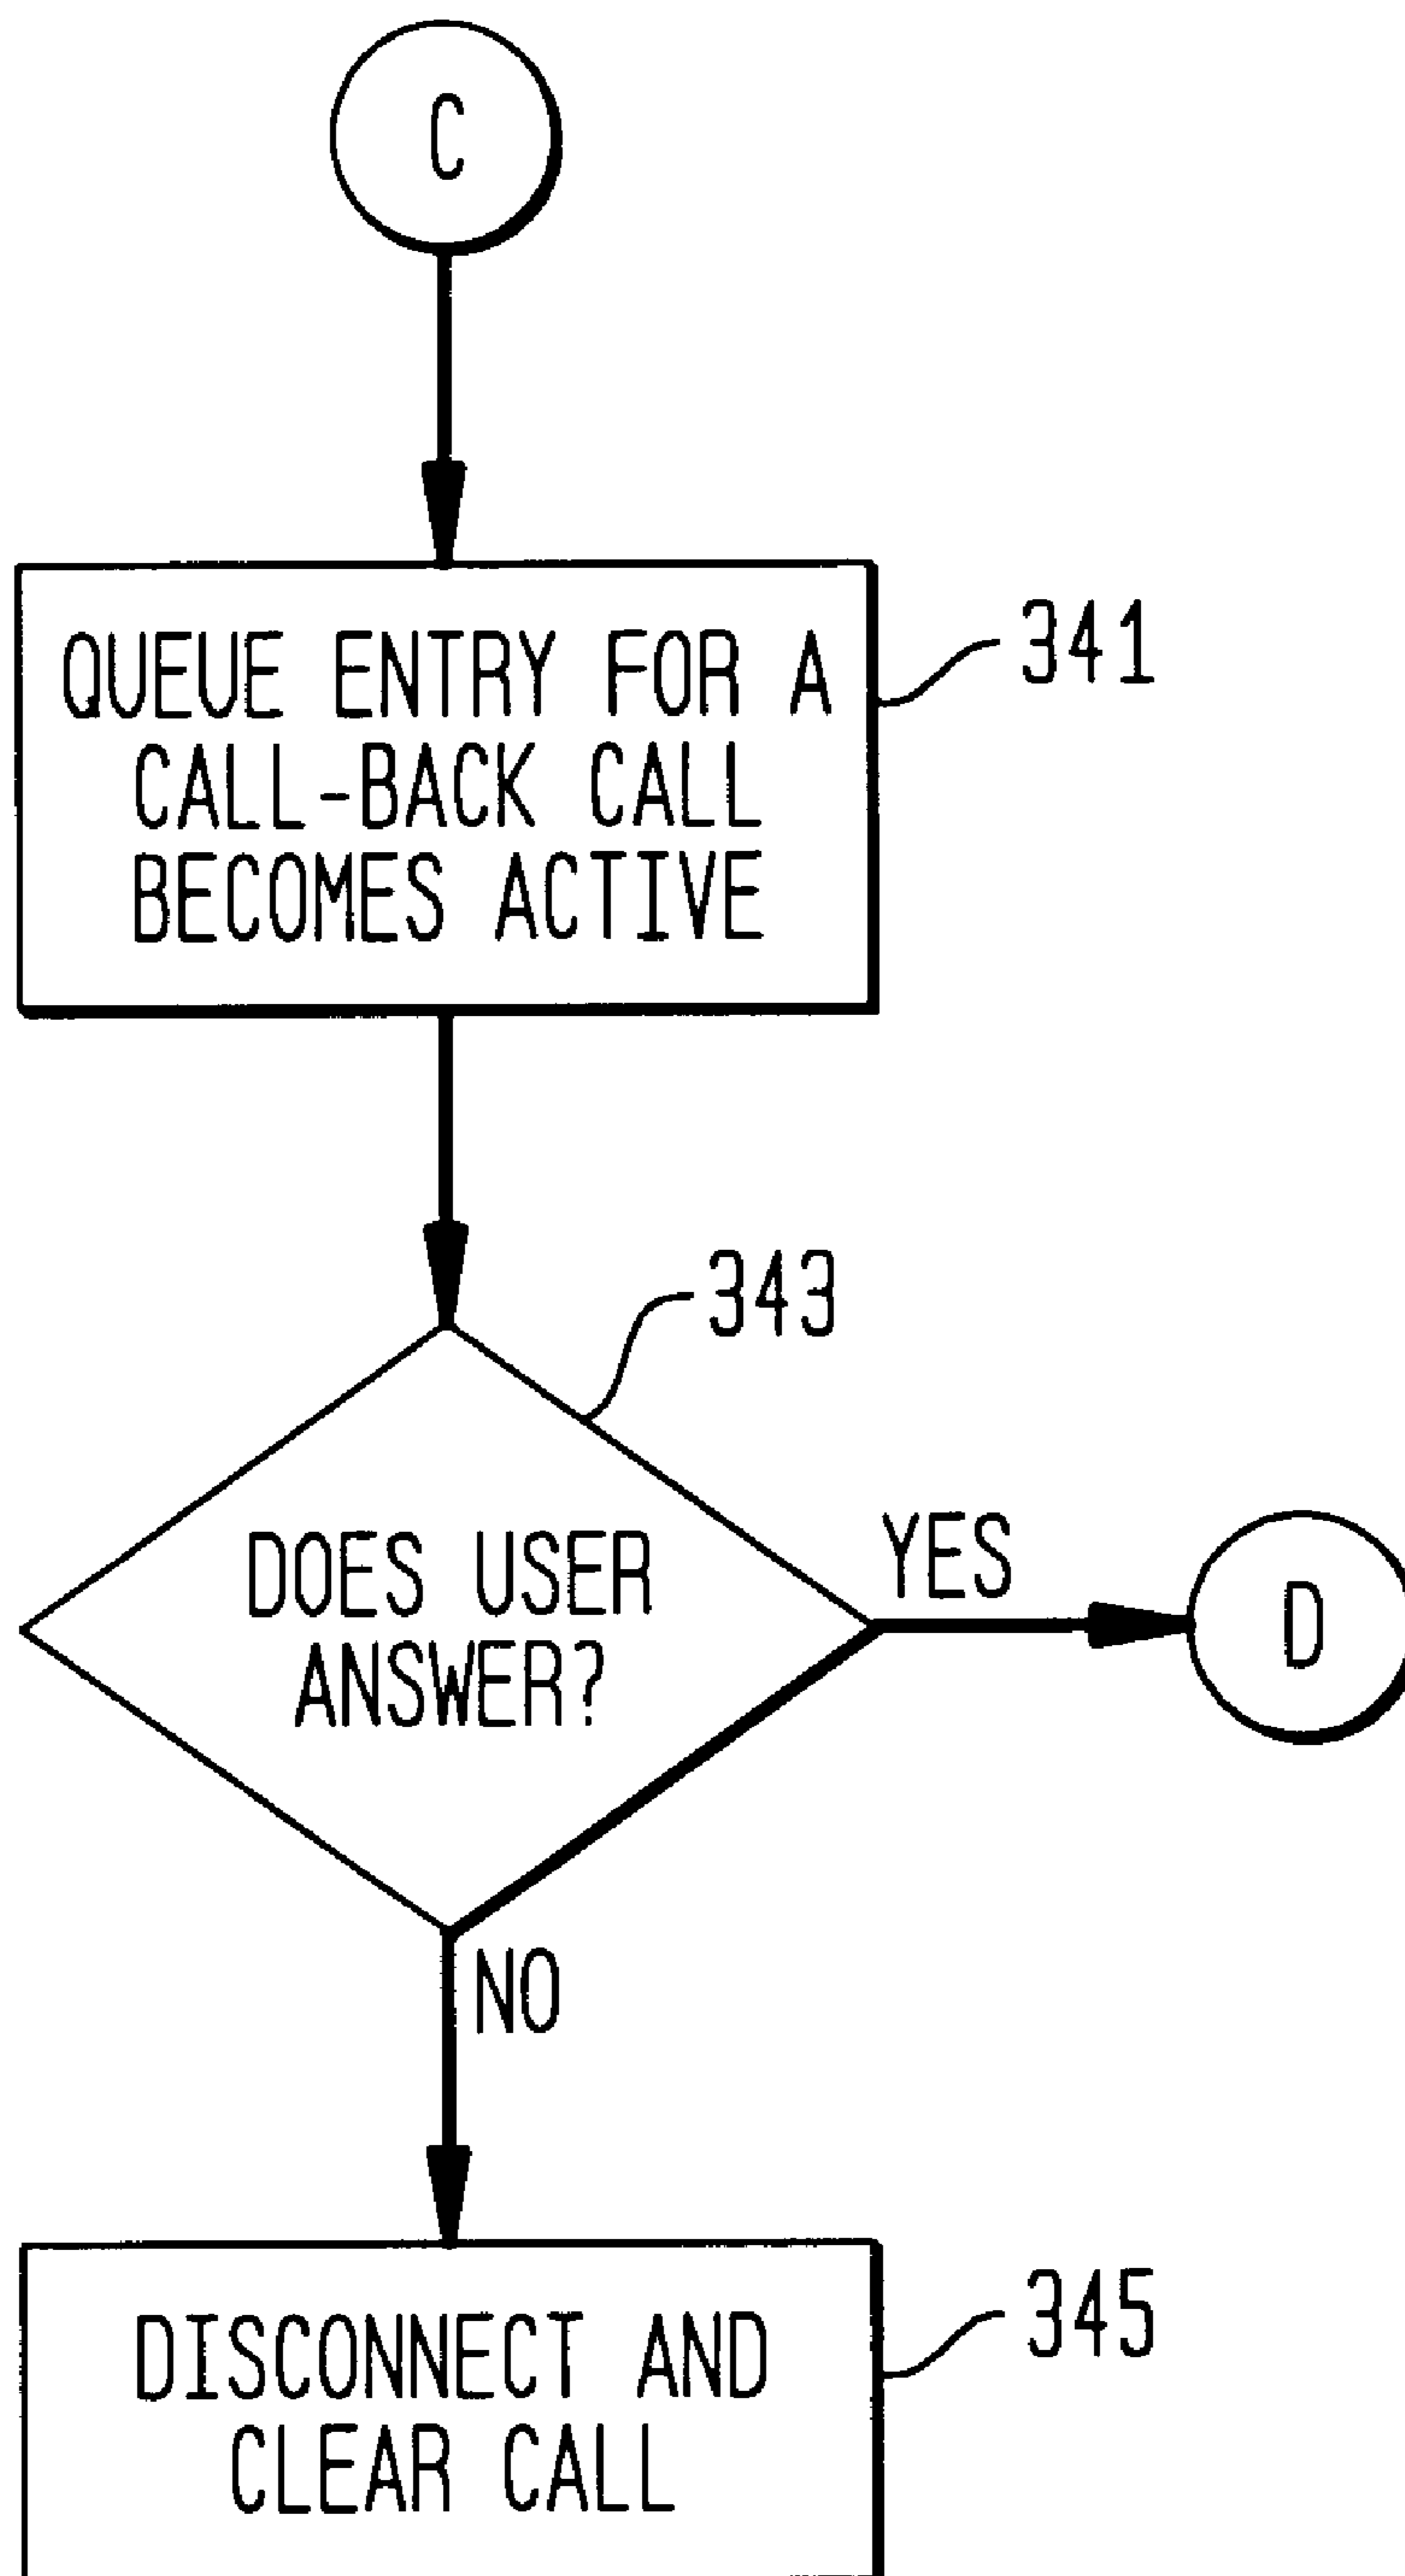 C
QUEUE ENTRY FOR A
CALL-BACK CALL
BECOMES ACTIVE
341
343
DOES USER
ANSWER?
YES
D
NO
DISCONNECT AND
CLEAR CALL
345